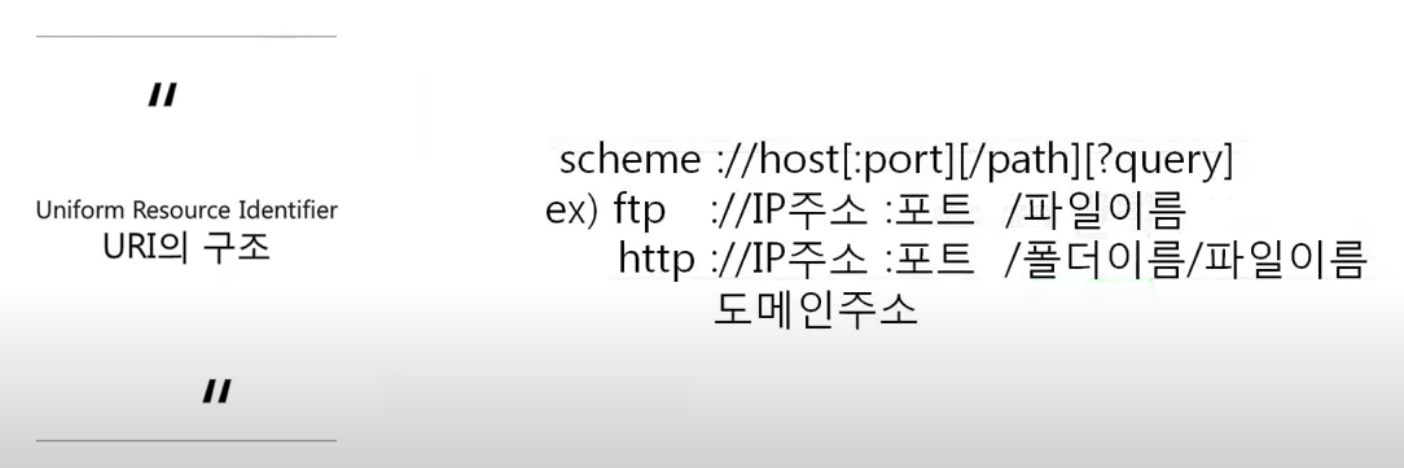 "
Uniform Resource Identifier
URI의 구조
"
scheme ://host[:port][/path][?query]
ex) ftp ://IP주소 :포트 /파일이름
http ://IP주소 :포트 /폴더이름/파일이름
도메인주소